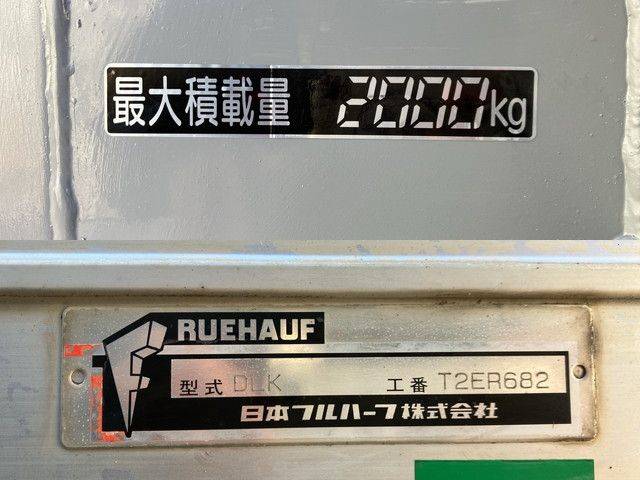 最大積載量 2000kg
FRUEHAUF
型式 DLK 工番 T2ER682
日本フルハーフ株式会社